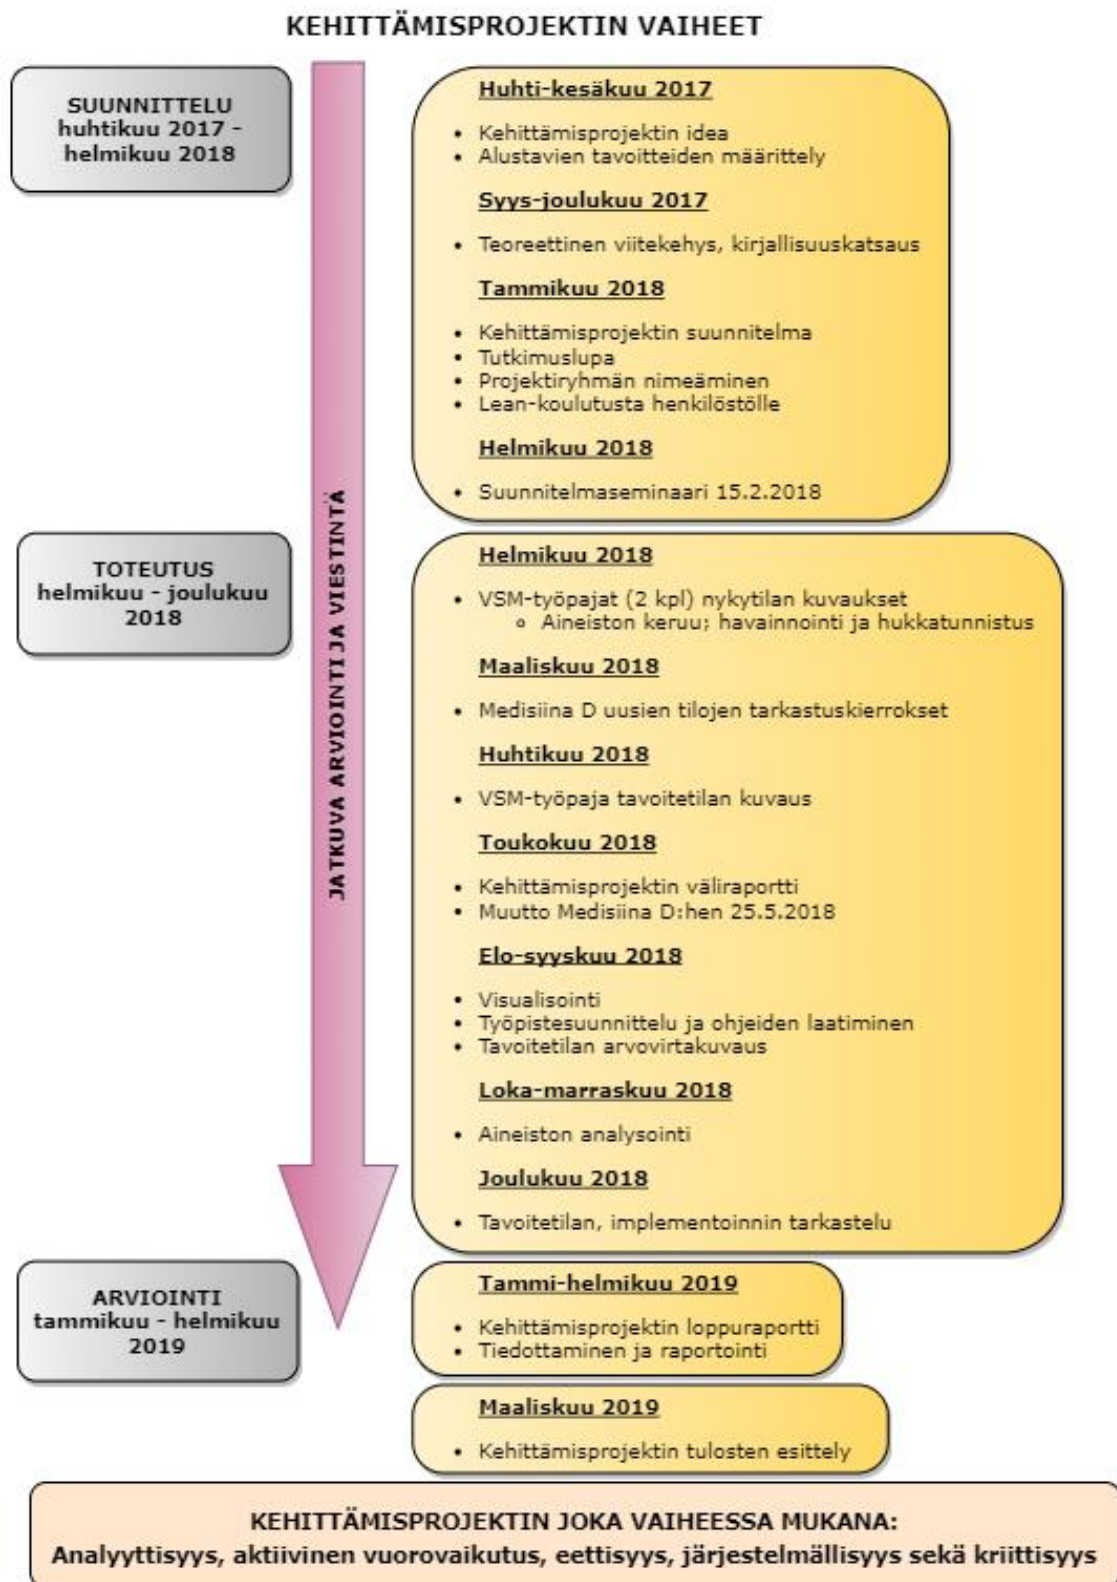 KEHITTÄMISPROJEKTIN VAIHEET
SUUNNITTELU
huhtikuu 2017 -
helmikuu 2018
Huhti-kesäkuu 2017
• Kehittämisprojektin idea
• Alustavien tavoitteiden määrittely
Syys-joulukuu 2017
• Teoreettinen viitekehys, kirjallisuuskatsaus
Tammikuu 2018
• Kehittämisprojektin suunnitelma
• Tutkimuslupa
• Projektiryhmän nimeäminen
• Lean-koulutusta henkilöstölle
Helmikuu 2018
• Suunnitelmaseminaari 15.2.2018
JATKUVA ARVIOINTI JA VIESTINTÄ
TOTEUTUS
helmikuu - joulukuu
2018
Helmikuu 2018
• VSM-työpajat (2 kpl) nykytilan kuvaukset
o Aineiston keruu; havainnointi ja hukkatunnistus
Maaliskuu 2018
• Medisiina D uusien tilojen tarkastuskierrokset
Huhtikuu 2018
• VSM-työpaja tavoitetilan kuvaus
Toukokuu 2018
• Kehittämisprojektin väliraportti
• Muutto Medisiina D:hen 25.5.2018
Elo-syyskuu 2018
• Visualisointi
• Työpistesuunnittelu ja ohjeiden laatiminen
• Tavoitetilan arvovirtakuvaus
Loka-marraskuu 2018
• Aineiston analysointi
Joulukuu 2018
• Tavoitetilan, implementoinnin tarkastelu
ARVIOINTI
tammikuu - helmikuu
2019
Tammi-helmikuu 2019
• Kehittämisprojektin loppuraportti
• Tiedottaminen ja raportointi
Maaliskuu 2019
• Kehittämisprojektin tulosten esittely
KEHITTÄMISPROJEKTIN JOKA VAIHEESSA MUKANA:
Analyyttisyys, aktiivinen vuorovaikutus, eettisyys, järjestelmällisyys sekä kriittisyys